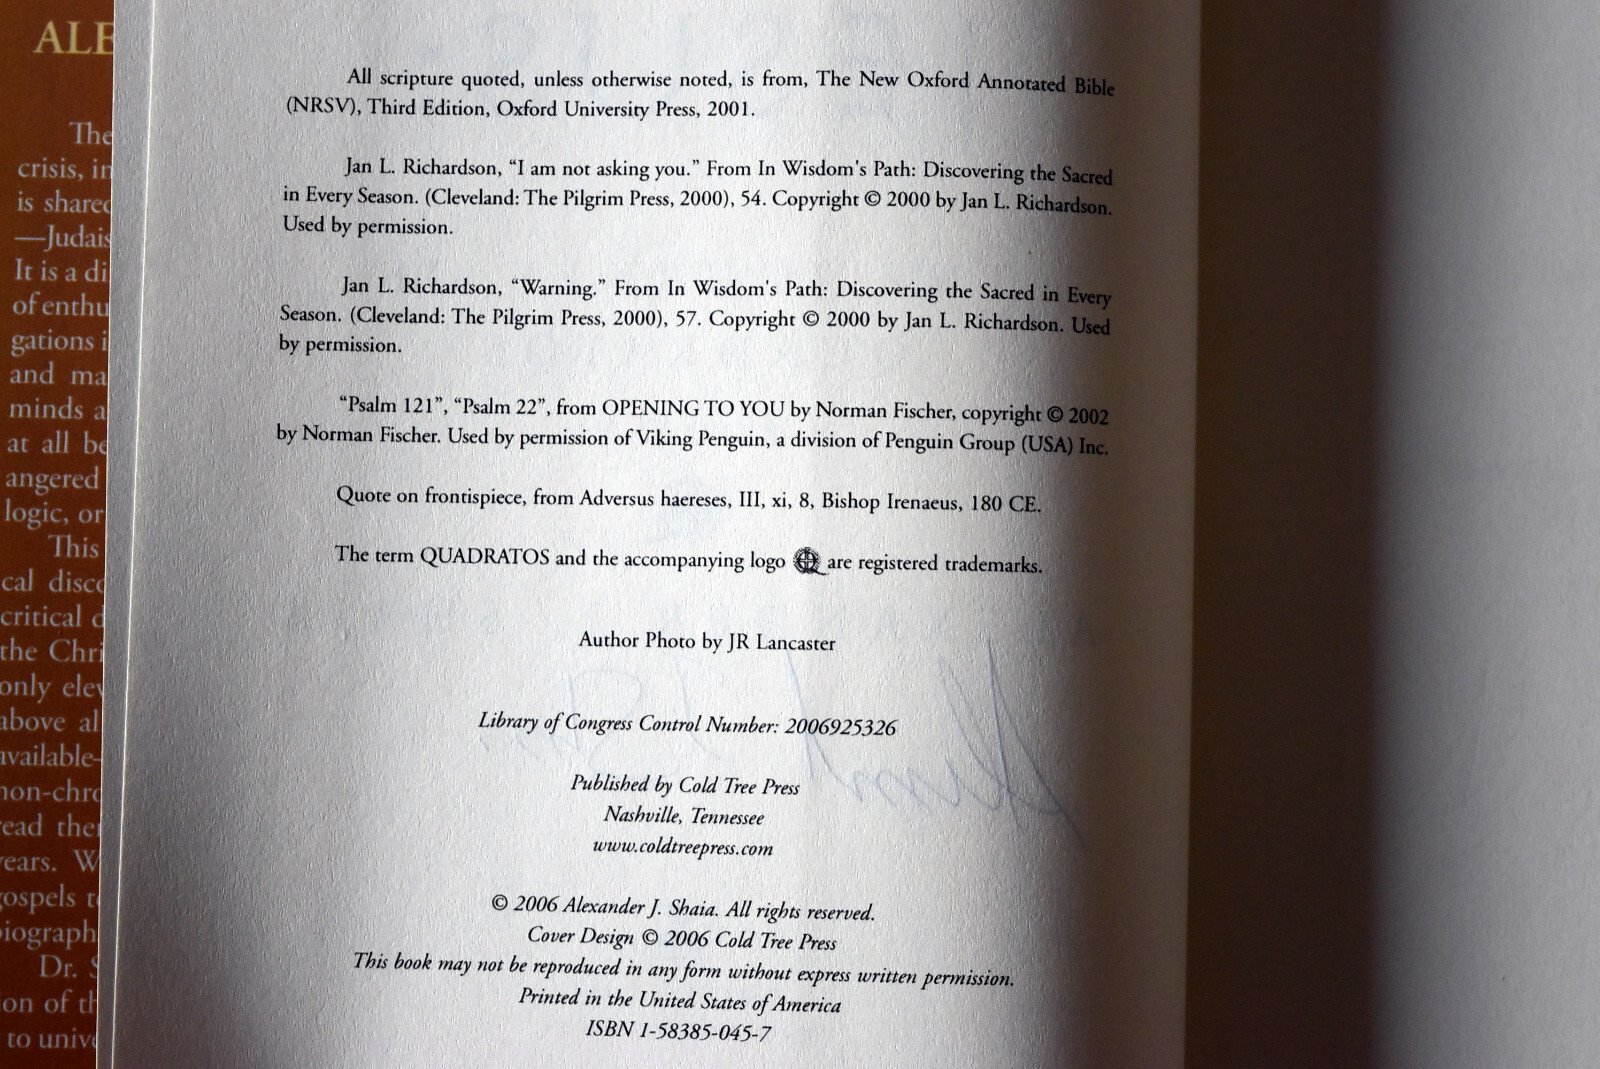 ALE
The
crisis, in
is shared
—Judais
It is a di
of enthu
gations i
and ma
minds a
at all be
angered
logic, or
This
cal disco
critical d
the Chri
only elev
above al
available-
non-chro
ead the
ears. W
gospels t
iograph
Dr. S
on of th
to unive
All scripture quoted, unless otherwise noted, is from, The New Oxford Annotated Bible
(NRSV), Third Edition, Oxford University Press, 2001.
Jan L. Richardson, “I am not asking you.” From In Wisdom's Path: Discovering the Sacred
in Every Season. (Cleveland: The Pilgrim Press, 2000), 54. Copyright © 2000 by Jan L. Richardson.
Used by permission.
Jan L. Richardson, “Warning.” From In Wisdom's Path: Discovering the Sacred in Every
Season. (Cleveland: The Pilgrim Press, 2000), 57. Copyright © 2000 by Jan L. Richardson. Used
by permission.
“Psalm 121”, “Psalm 22”, from OPENING TO YOU by Norman Fischer, copyright © 2002
by Norman Fischer. Used by permission of Viking Penguin, a division of Penguin Group (USA) Inc.
Quote on frontispiece, from Adversus haereses, III, xi, 8, Bishop Irenaeus, 180 CE.
The term QUADRATOS and the accompanying logo are registered trademarks.
Author Photo by JR Lancaster
Library of Congress Control Number: 2006925326
Published by Cold Tree Press
Nashville, Tennessee
www.coldtreepress.com
© 2006 Alexander J. Shaia. All rights reserved.
Cover Design © 2006 Cold Tree Press
This book may not be reproduced in any form without express written permission.
Printed in the United States of America
ISBN 1-58385-045-7